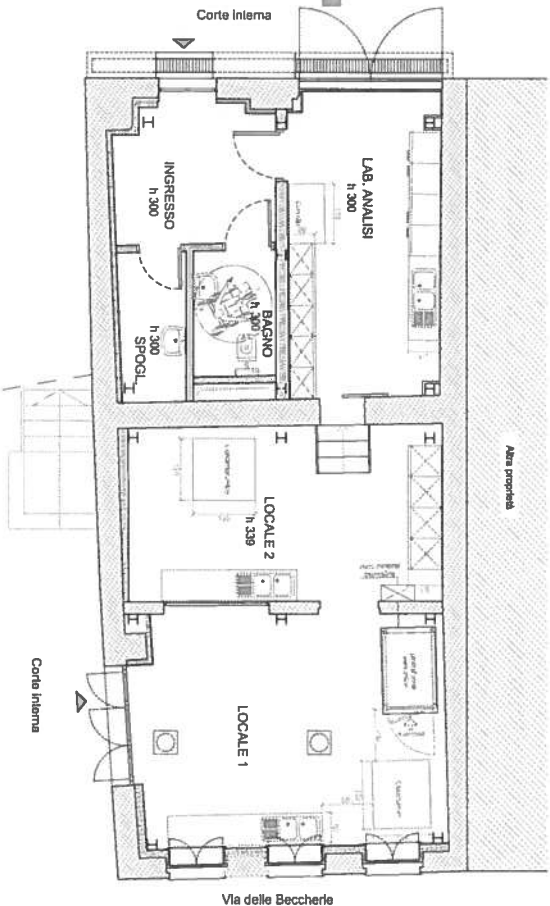 Corte interna
LAB. ANALISI
h 300
INGRESSO
h 300
BAGNO
h 300
SPOGL.
h 300
Altra proprietà
LOCALE 2
h 339
Corte interna
LOCALE 1
Via delle Beccherie